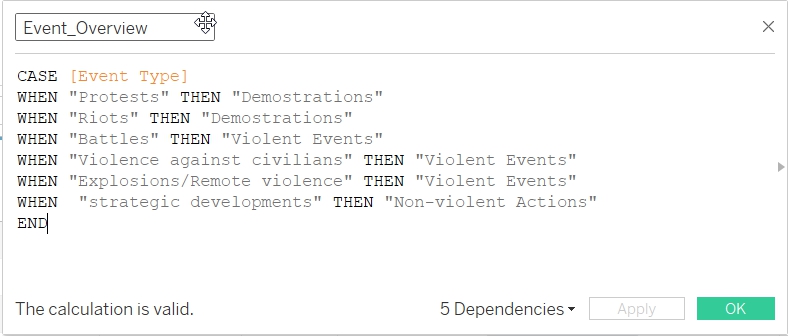 Event_Overview
CASE [Event Type]
WHEN "Protests" THEN "Demostrations"
WHEN "Riots" THEN "Demostrations"
WHEN "Battles" THEN "Violent Events"
WHEN "Violence against civilians" THEN "Violent Events"
WHEN "Explosions/Remote violence" THEN "Violent Events"
WHEN  "strategic developments" THEN "Non-violent Actions"
END
The calculation is valid. 5 Dependencies Apply OK